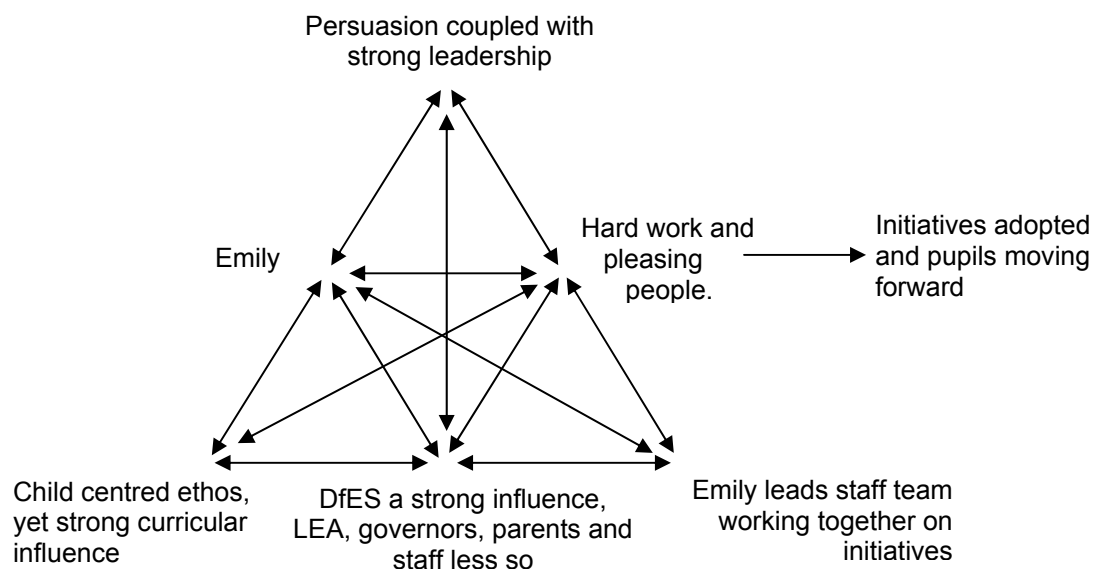 Persuasion coupled with
strong leadership
Emily
Hard work and
pleasing
people.
Initiatives adopted
and pupils moving
forward
Child centred ethos,
yet strong curricular
influence
DfES a strong influence,
LEA, governors, parents and
staff less so
Emily leads staff team
working together on
initiatives